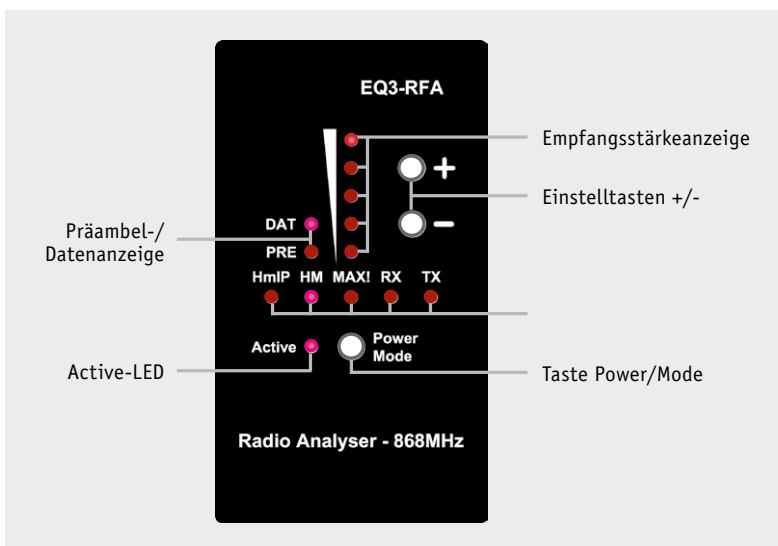 EQ3-RFA
Empfangsstärkeanzeige
Einstelltasten +/-
+
−
Präambel-/
Datenanzeige
DAT
PRE
HmIP HM MAX! RX TX
Active
Power
Mode
Active-LED
Taste Power/Mode
Radio Analyser - 868MHz